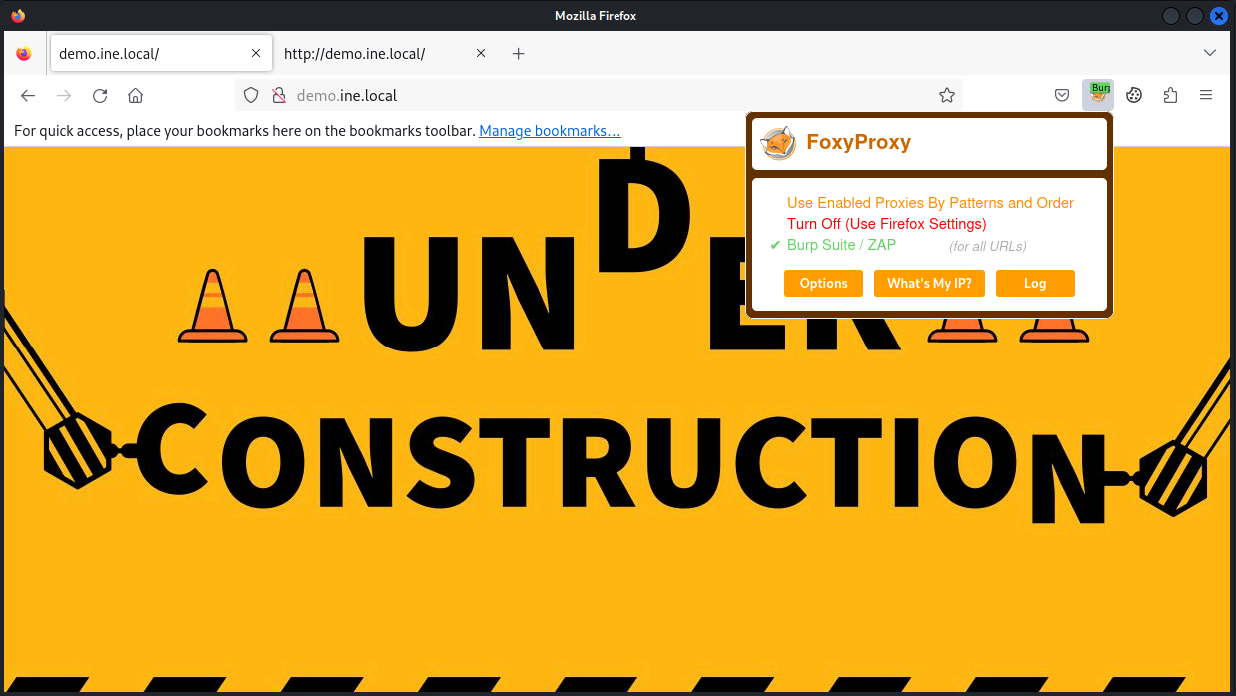 Mozilla Firefox
demo.ine.local/
http://demo.ine.local/
demo.ine.local
Burp
For quick access, place your bookmarks here on the bookmarks toolbar. Manage bookmarks…
FoxyProxy
Use Enabled Proxies By Patterns and Order
Turn Off (Use Firefox Settings)
✔ Burp Suite / ZAP (for all URLs)
Options What's My IP? Log
UNDER
CONSTRUCTION